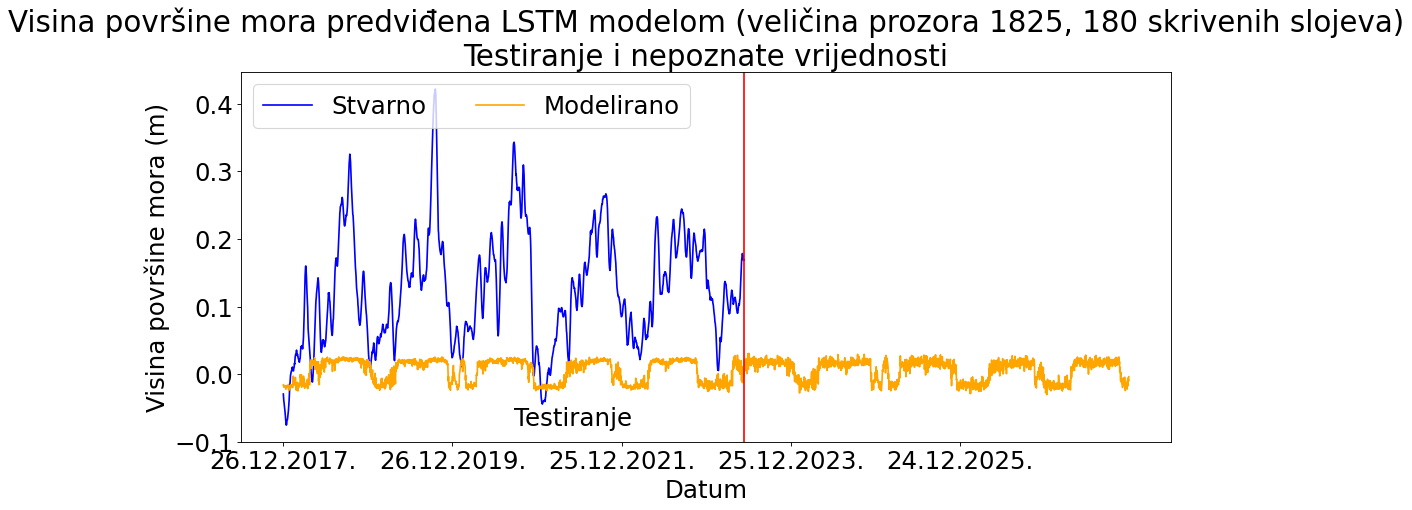 Visina površine mora predviđena LSTM modelom (veličina prozora 1825, 180 skrivenih slojeva)
Testiranje i nepoznate vrijednosti
Stvarno
Modelirano
Visina površine mora (m)
0.4
0.3
0.2
0.1
0.0
−0.1
Testiranje
26.12.2017.
26.12.2019.
25.12.2021.
25.12.2023.
24.12.2025.
Datum